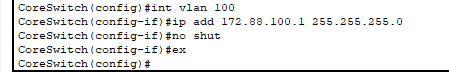 CoreSwitch(config)#int vlan 100
CoreSwitch(config-if)#ip add 172.88.100.1 255.255.255.0
CoreSwitch(config-if)#no shut
CoreSwitch(config-if)#ex
CoreSwitch(config)#